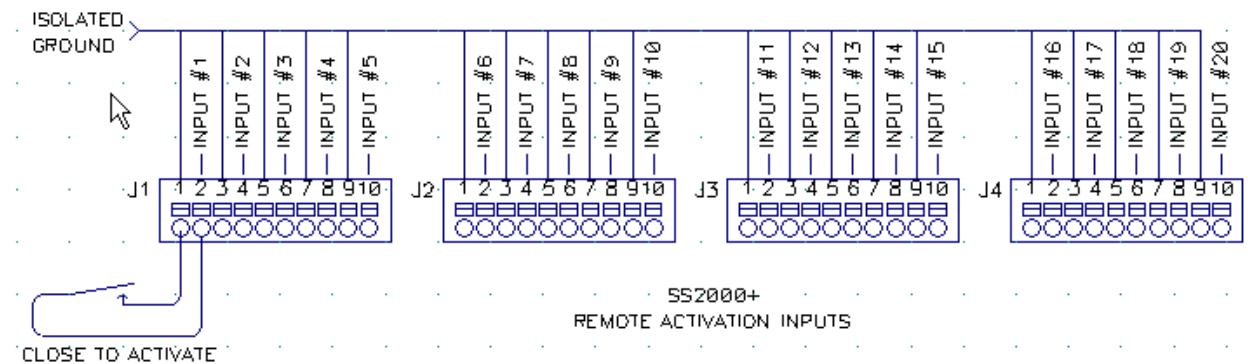 ISOLATED
GROUND
INPUT #1
INPUT #2
INPUT #3
INPUT #4
INPUT #5
INPUT #6
INPUT #7
INPUT #8
INPUT #9
INPUT #10
INPUT #11
INPUT #12
INPUT #13
INPUT #14
INPUT #15
INPUT #16
INPUT #17
INPUT #18
INPUT #19
INPUT #20
J1 1 2 3 4 5 6 7 8 9 10
J2 1 2 3 4 5 6 7 8 9 10
J3 1 2 3 4 5 6 7 8 9 10
J4 1 2 3 4 5 6 7 8 9 10
SS2000+
REMOTE ACTIVATION INPUTS
CLOSE TO ACTIVATE